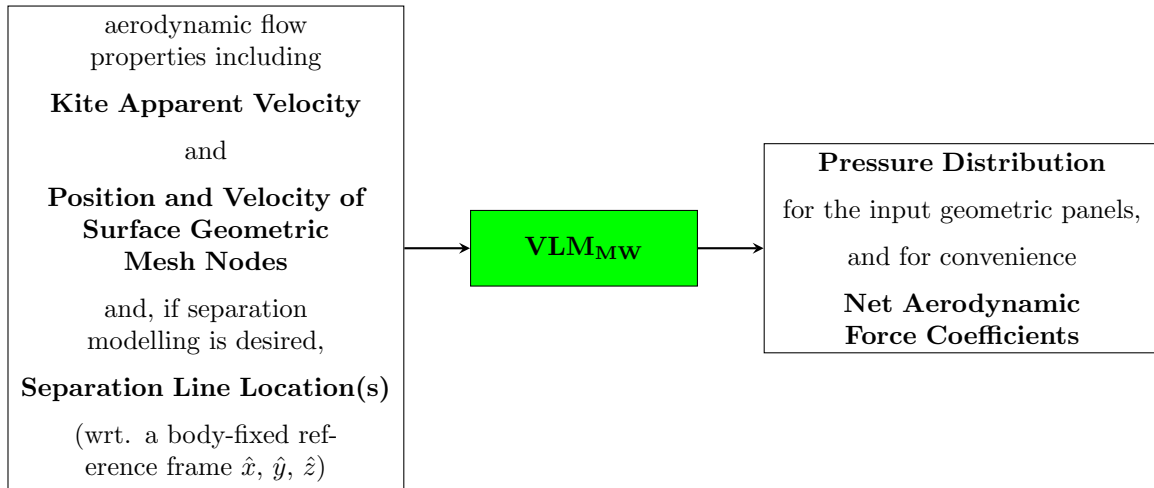 aerodynamic flow
properties including
Kite Apparent Velocity
and
Position and Velocity of
Surface Geometric
Mesh Nodes
and, if separation
modelling is desired,
Separation Line Location(s)
(wrt. a body-fixed ref-
erence frame x̂, ŷ, ẑ)
VLM_MW
Pressure Distribution
for the input geometric panels,
and for convenience
Net Aerodynamic
Force Coefficients